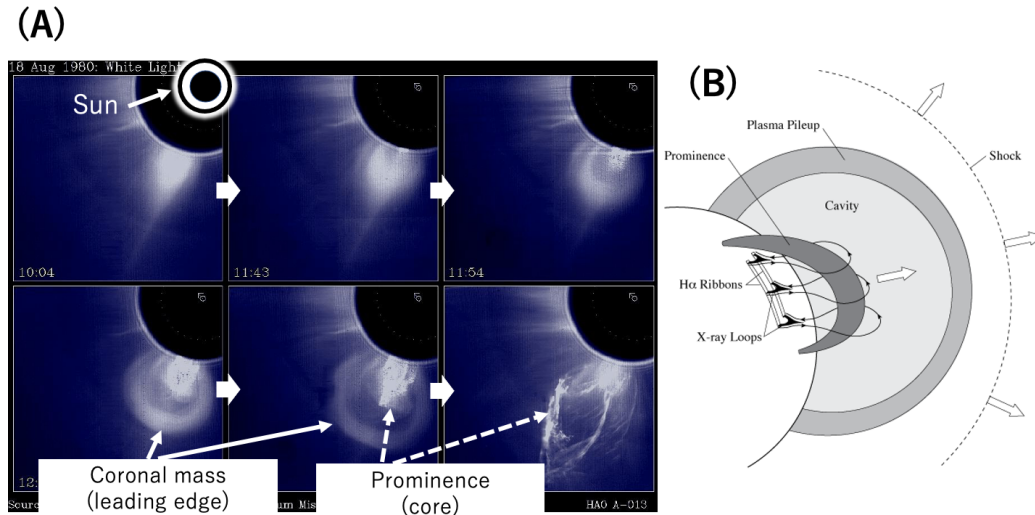 (A)
18 Aug 1980: White Light
Sun
10:04
11:43
11:54
12:
Coronal mass
(leading edge)
Prominence
(core)
Sour
um Mis
HAO A-013
(B)
Plasma Pileup
Prominence
Shock
Cavity
Hα Ribbons
X-ray Loops